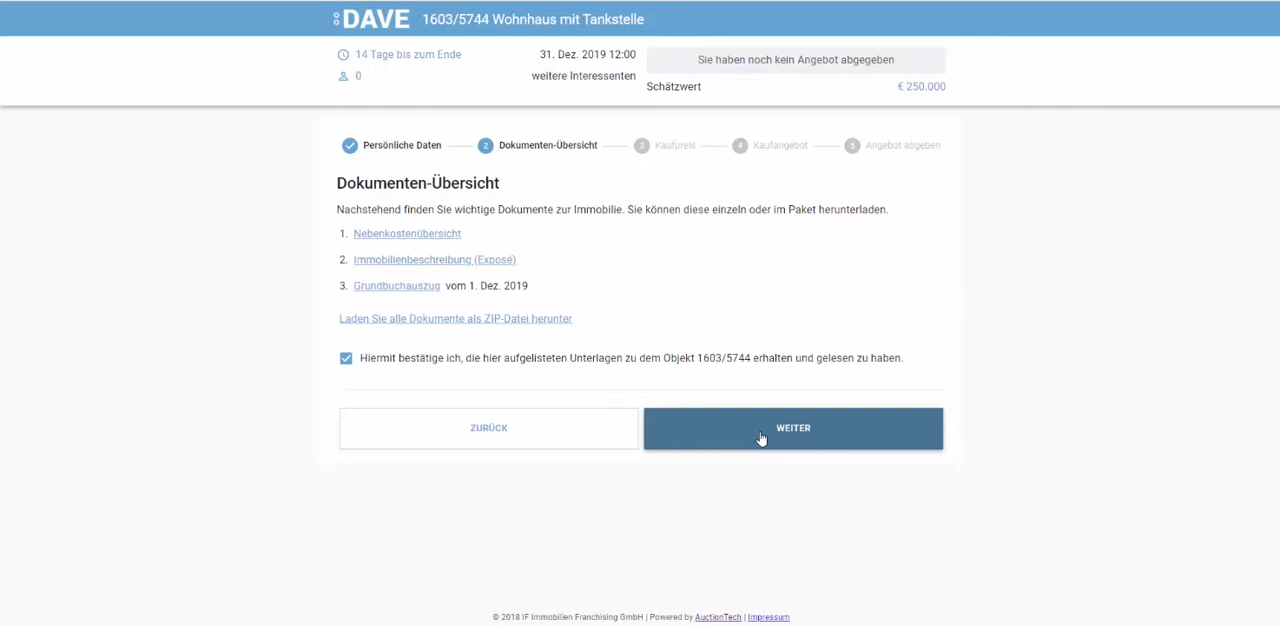 DAVE 1603/5744 Wohnhaus mit Tankstelle
14 Tage bis zum Ende 31. Dez. 2019 12:00
Sie haben noch kein Angebot abgegeben
0 weitere Interessenten
Schätzwert € 250.000
Persönliche Daten 2 Dokumenten-Übersicht 3 Kaufpreis 4 Kaufangebot 5 Angebot abgeben
Dokumenten-Übersicht
Nachstehend finden Sie wichtige Dokumente zur Immobilie. Sie können diese einzeln oder im Paket herunterladen.
1. Nebenkostenübersicht
2. Immobilienbeschreibung (Exposé)
3. Grundbuchauszug vom 1. Dez. 2019
Laden Sie alle Dokumente als ZIP-Datei herunter
Hiermit bestätige ich, die hier aufgelisteten Unterlagen zu dem Objekt 1603/5744 erhalten und gelesen zu haben.
ZURÜCK WEITER
© 2018 IF Immobilien Franchising GmbH | Powered by AuctionTech | Impressum